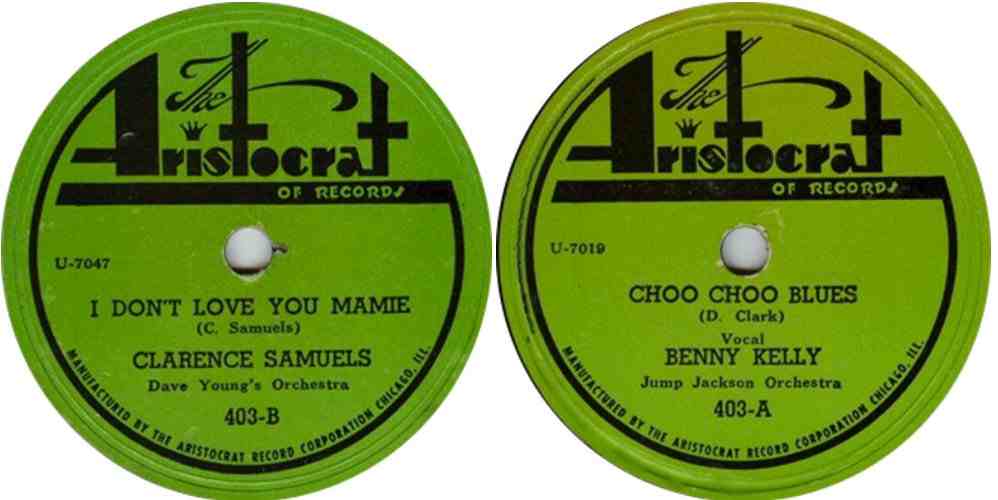 The
Aristocrat
OF RECORDS
U-7047
I DON'T LOVE YOU MAMIE
(C. Samuels)
CLARENCE SAMUELS
Dave Young's Orchestra
403-B
MANUFACTURED BY THE ARISTOCRAT RECORD CORPORATION CHICAGO, ILL.
The
Aristocrat
OF RECORDS
U-7019
CHOO CHOO BLUES
(D. Clark)
Vocal
BENNY KELLY
Jump Jackson Orchestra
403-A
MANUFACTURED BY THE ARISTOCRAT RECORD CORPORATION CHICAGO, ILL.